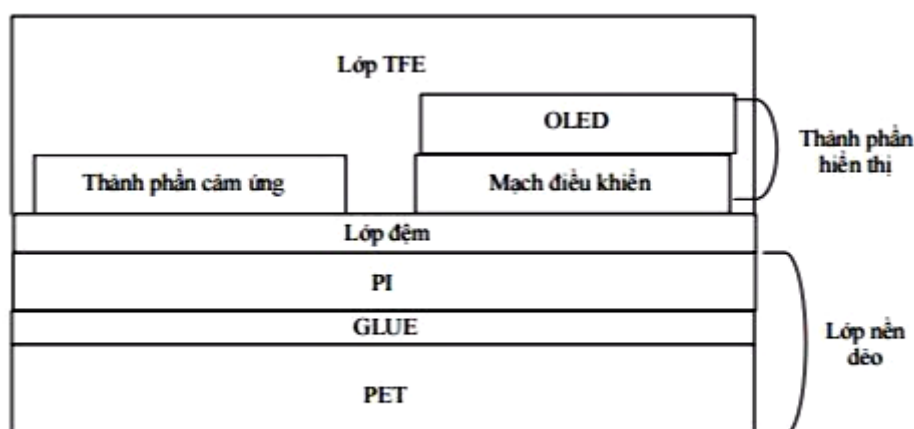 Lớp TFE
OLED
Thành phần
hiển thị
Thành phần cảm ứng
Mạch điều khiển
Lớp đệm
PI
GLUE
Lớp nền
dẻo
PET